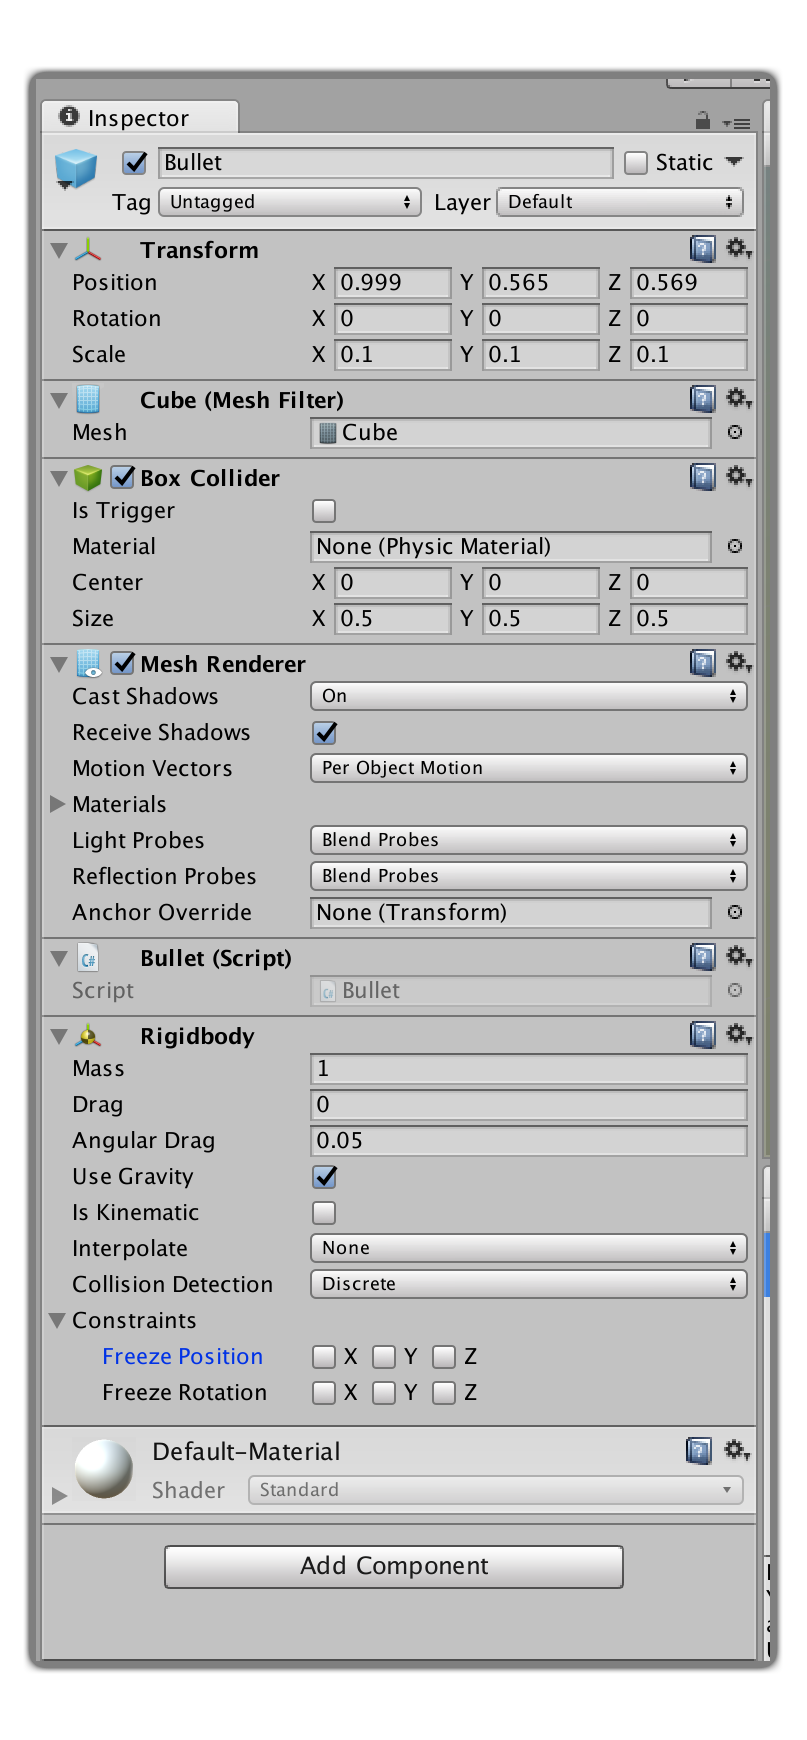 Inspector
Bullet Static
Tag Untagged Layer Default
Transform
Position X 0.999 Y 0.565 Z 0.569
Rotation X 0 Y 0 Z 0
Scale X 0.1 Y 0.1 Z 0.1
Cube (Mesh Filter)
Mesh Cube
Box Collider
Is Trigger
Material None (Physic Material)
Center X 0 Y 0 Z 0
Size X 0.5 Y 0.5 Z 0.5
Mesh Renderer
Cast Shadows On
Receive Shadows
Motion Vectors Per Object Motion
Materials
Light Probes Blend Probes
Reflection Probes Blend Probes
Anchor Override None (Transform)
C# Bullet (Script)
Script C# Bullet
Rigidbody
Mass 1
Drag 0
Angular Drag 0.05
Use Gravity
Is Kinematic
Interpolate None
Collision Detection Discrete
Constraints
Freeze Position X Y Z
Freeze Rotation X Y Z
Default-Material
Shader Standard
Add Component